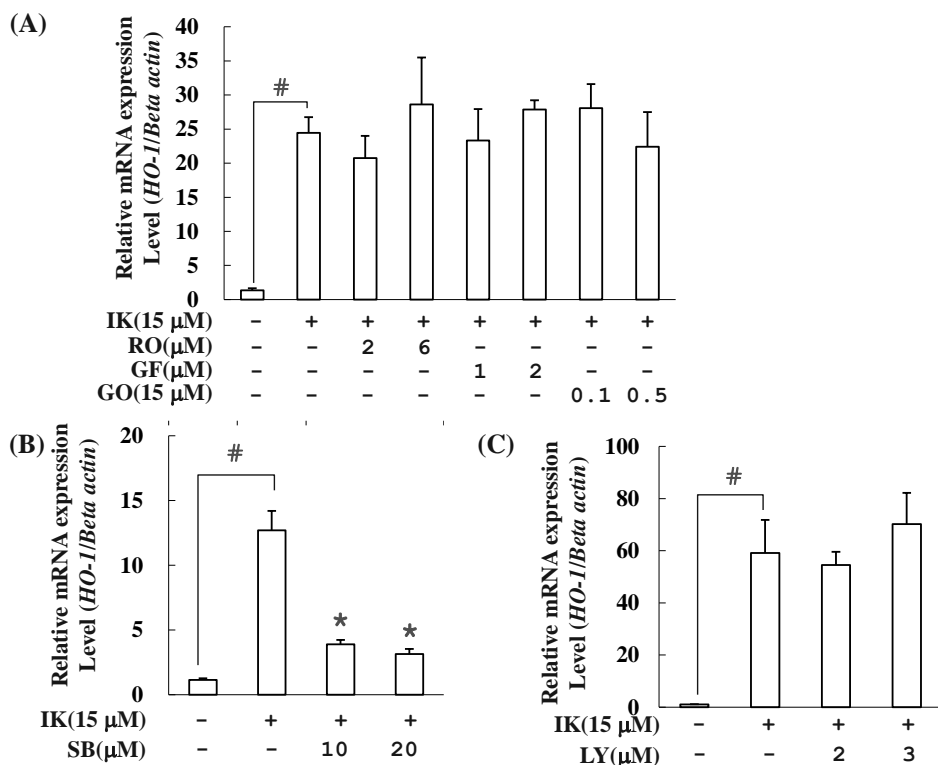 (A)
Relative mRNA expression
Level (HO-1/Beta actin)
40
35
30
25
20
15
10
5
0
#
IK(15 μM) – + + + + + + +
RO(μM) – – 2 6 – – – –
GF(μM) – – – – 1 2 – –
GO(15 μM) – – – – – – 0.1 0.5
(B)
Relative mRNA expression
Level (HO-1/Beta actin)
20
15
10
5
0
#
* *
IK(15 μM) – + + +
SB(μM) – – 10 20
(C)
Relative mRNA expression
Level (HO-1/Beta actin)
100
80
60
40
20
0
#
IK(15 μM) – + + +
LY(μM) – – 2 3